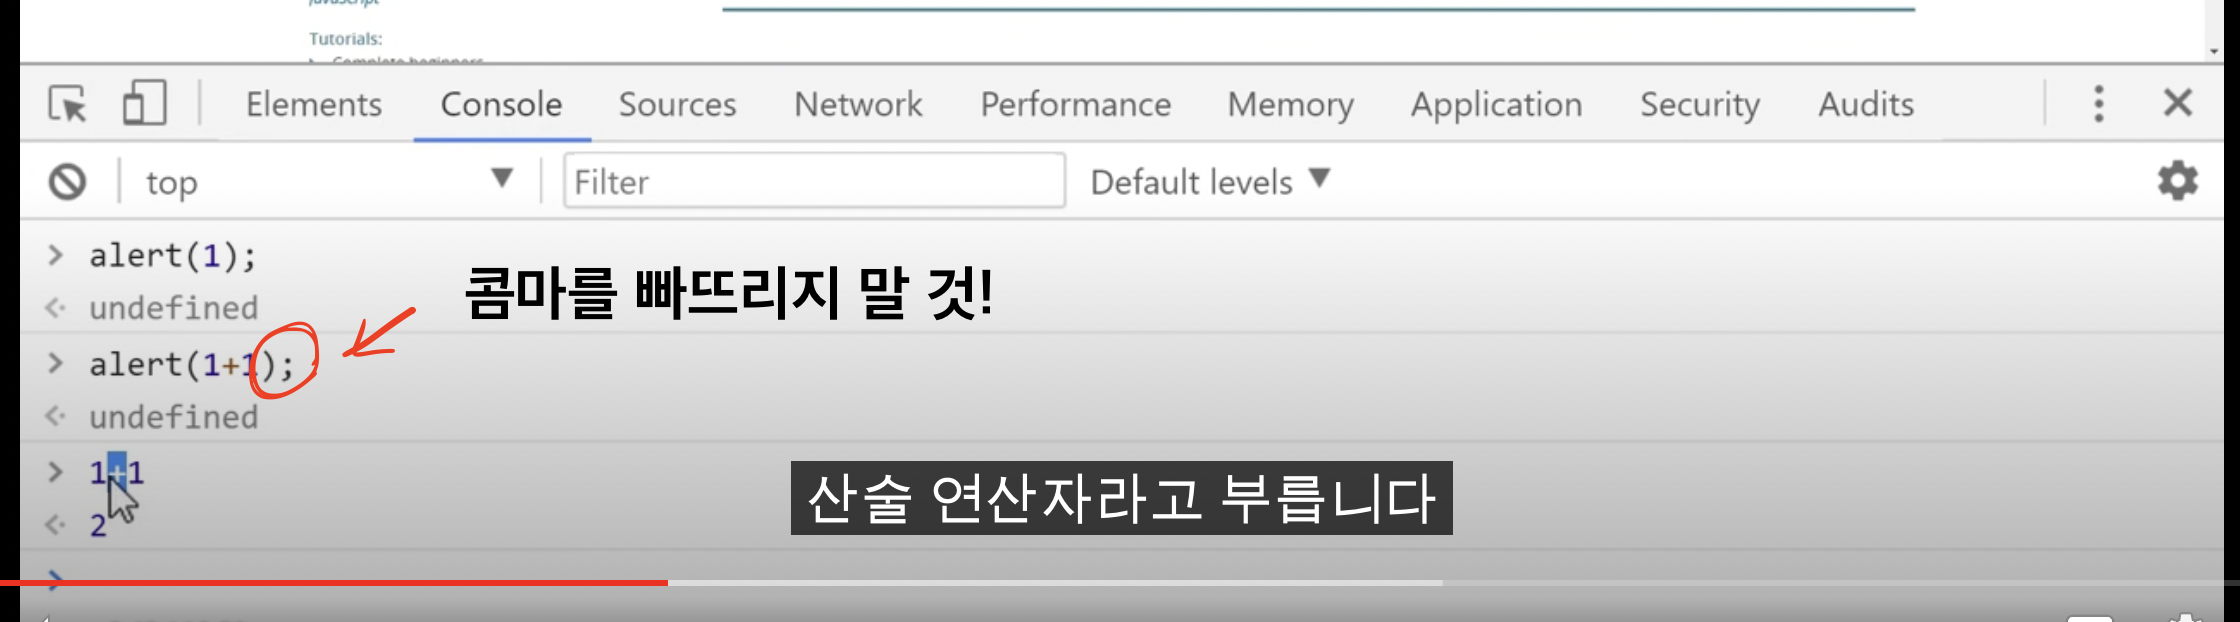 JavaScript
Tutorials:
Complete beginners
Elements Console Sources Network Performance Memory Application Security Audits
top Filter Default levels
> alert(1);
undefined
콤마를 빠뜨리지 말 것!
> alert(1+1);
undefined
> 1+1
산술 연산자라고 부릅니다
2
>